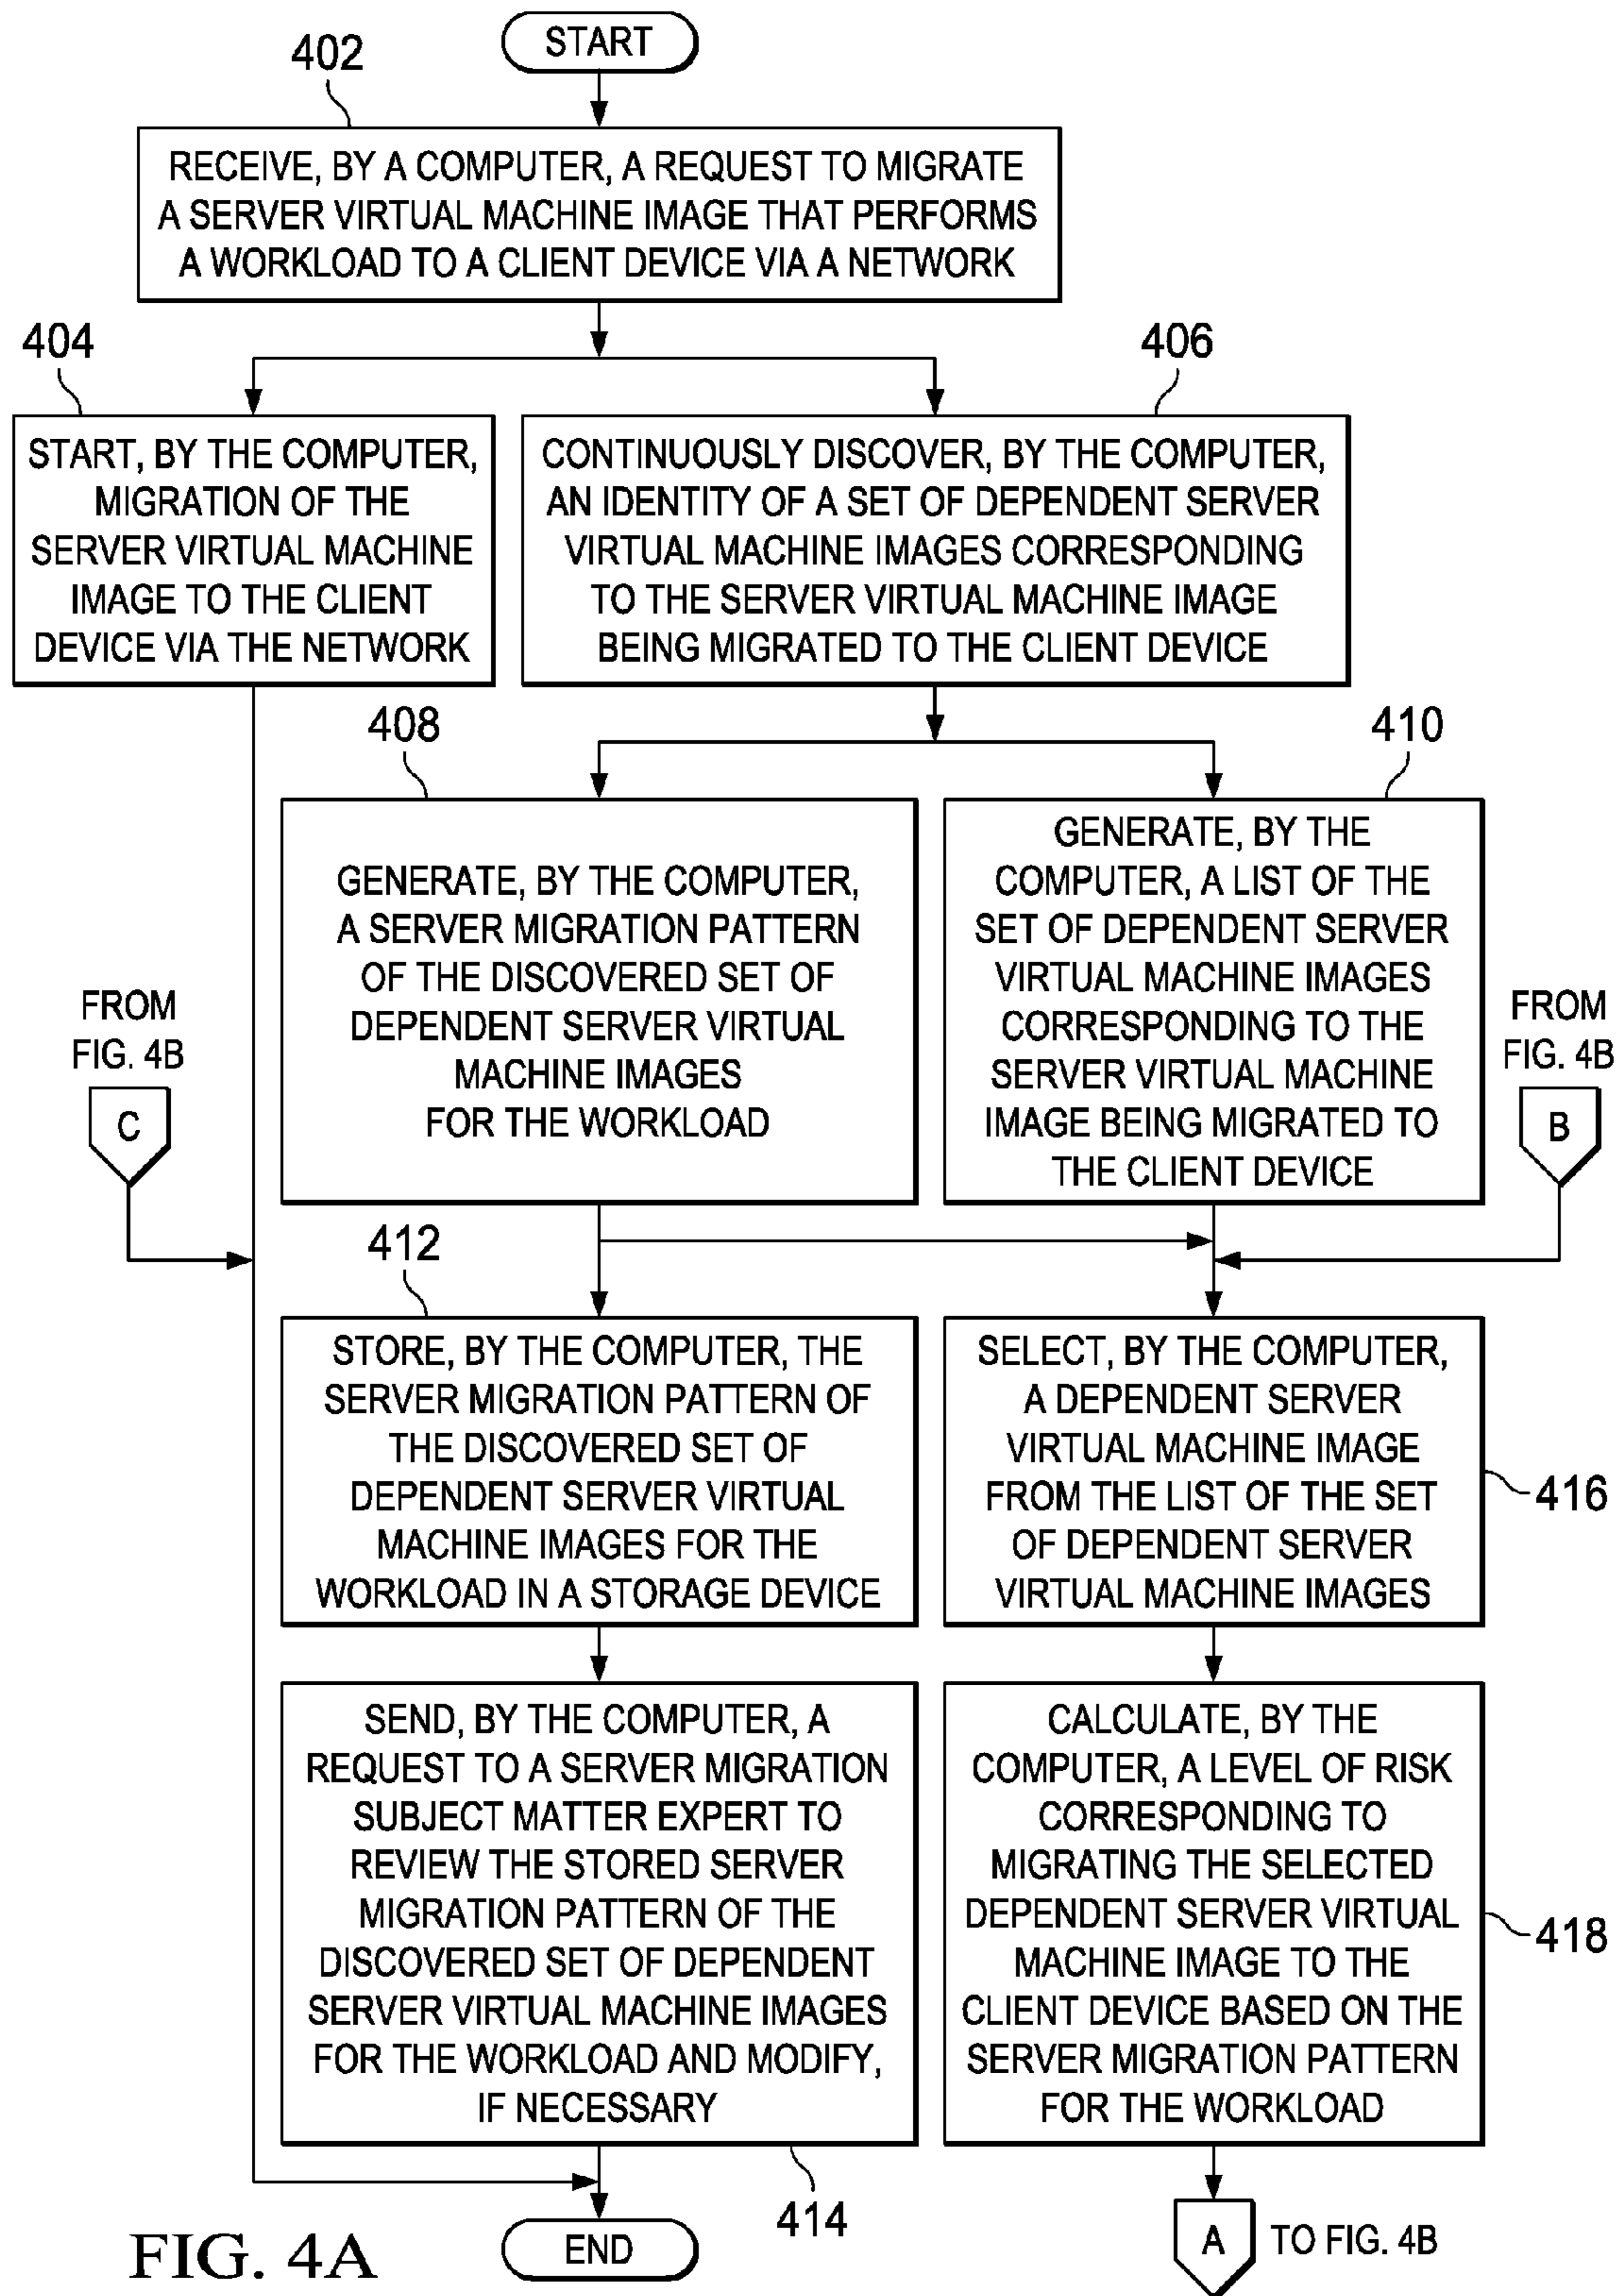 START
402
RECEIVE, BY A COMPUTER, A REQUEST TO MIGRATE
A SERVER VIRTUAL MACHINE IMAGE THAT PERFORMS
A WORKLOAD TO A CLIENT DEVICE VIA A NETWORK
404
START, BY THE COMPUTER,
MIGRATION OF THE
SERVER VIRTUAL MACHINE
IMAGE TO THE CLIENT
DEVICE VIA THE NETWORK
406
CONTINUOUSLY DISCOVER, BY THE COMPUTER,
AN IDENTITY OF A SET OF DEPENDENT SERVER
VIRTUAL MACHINE IMAGES CORRESPONDING
TO THE SERVER VIRTUAL MACHINE IMAGE
BEING MIGRATED TO THE CLIENT DEVICE
408
GENERATE, BY THE COMPUTER,
A SERVER MIGRATION PATTERN
OF THE DISCOVERED SET OF
DEPENDENT SERVER VIRTUAL
MACHINE IMAGES
FOR THE WORKLOAD
410
GENERATE, BY THE
COMPUTER, A LIST OF THE
SET OF DEPENDENT SERVER
VIRTUAL MACHINE IMAGES
CORRESPONDING TO THE
SERVER VIRTUAL MACHINE
IMAGE BEING MIGRATED TO
THE CLIENT DEVICE
FROM
FIG. 4B
C
FROM
FIG. 4B
B
412
STORE, BY THE COMPUTER, THE
SERVER MIGRATION PATTERN OF
THE DISCOVERED SET OF
DEPENDENT SERVER VIRTUAL
MACHINE IMAGES FOR THE
WORKLOAD IN A STORAGE DEVICE
SELECT, BY THE COMPUTER,
A DEPENDENT SERVER
VIRTUAL MACHINE IMAGE
FROM THE LIST OF THE SET
OF DEPENDENT SERVER
VIRTUAL MACHINE IMAGES
416
SEND, BY THE COMPUTER, A
REQUEST TO A SERVER MIGRATION
SUBJECT MATTER EXPERT TO
REVIEW THE STORED SERVER
MIGRATION PATTERN OF THE
DISCOVERED SET OF DEPENDENT
SERVER VIRTUAL MACHINE IMAGES
FOR THE WORKLOAD AND MODIFY,
IF NECESSARY
414
CALCULATE, BY THE
COMPUTER, A LEVEL OF RISK
CORRESPONDING TO
MIGRATING THE SELECTED
DEPENDENT SERVER VIRTUAL
MACHINE IMAGE TO THE
CLIENT DEVICE BASED ON THE
SERVER MIGRATION PATTERN
FOR THE WORKLOAD
418
END
A
TO FIG. 4B
FIG. 4A